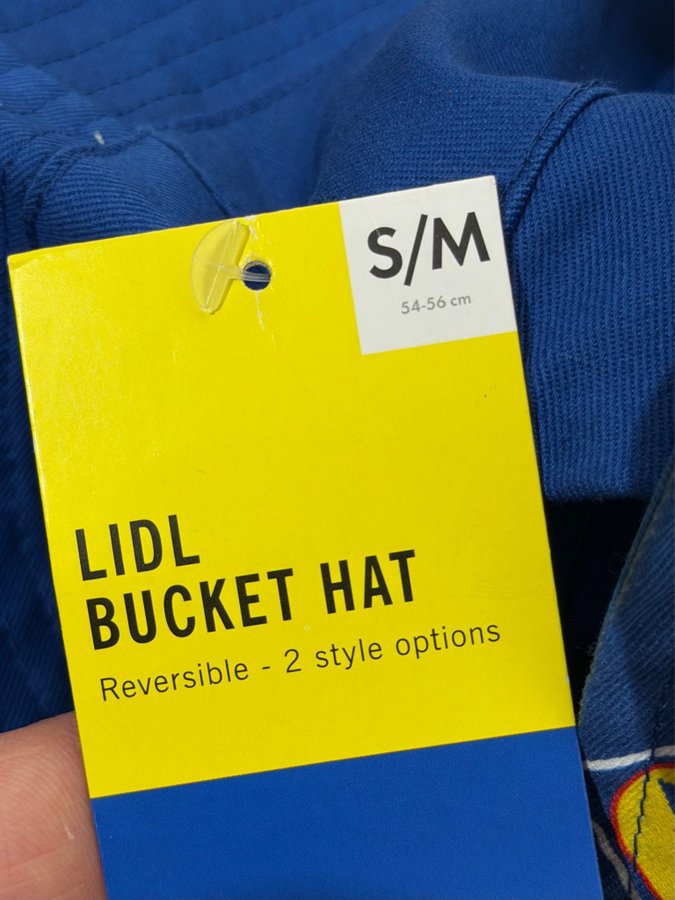 S/M
54-56 cm
LIDL
BUCKET HAT
Reversible - 2 style options